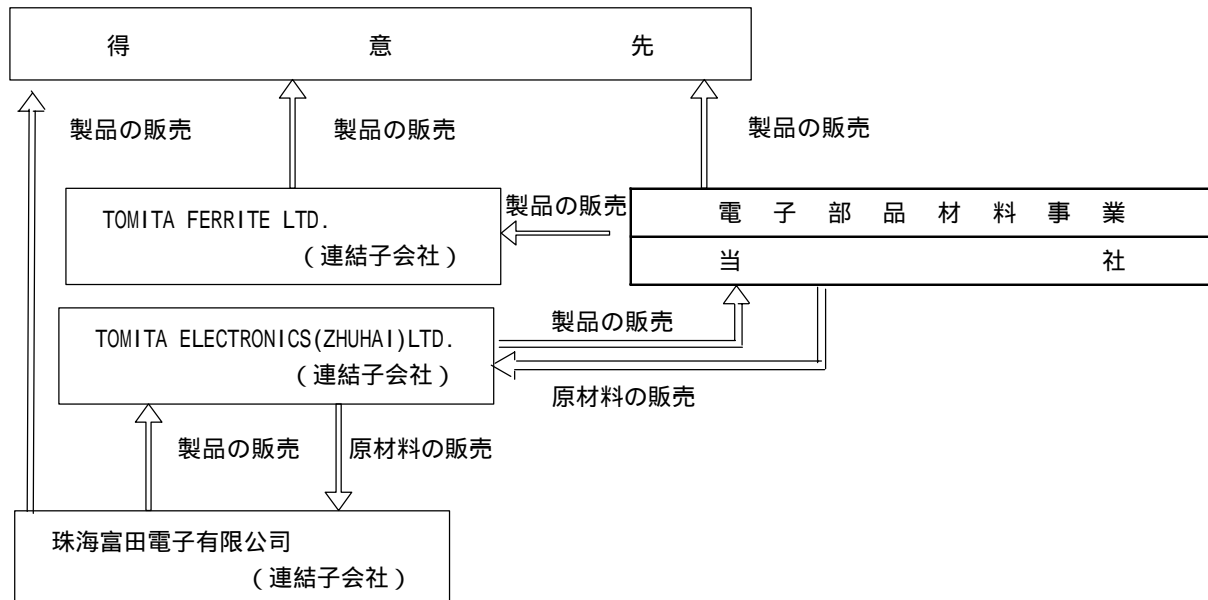 得意先
製品の販売
製品の販売
製品の販売
TOMITA FERRITE LTD.
(連結子会社)
製品の販売
電子部品材料事業
当社
TOMITA ELECTRONICS(ZHUHAI)LTD.
(連結子会社)
製品の販売
原材料の販売
製品の販売
原材料の販売
珠海富田電子有限公司
(連結子会社)